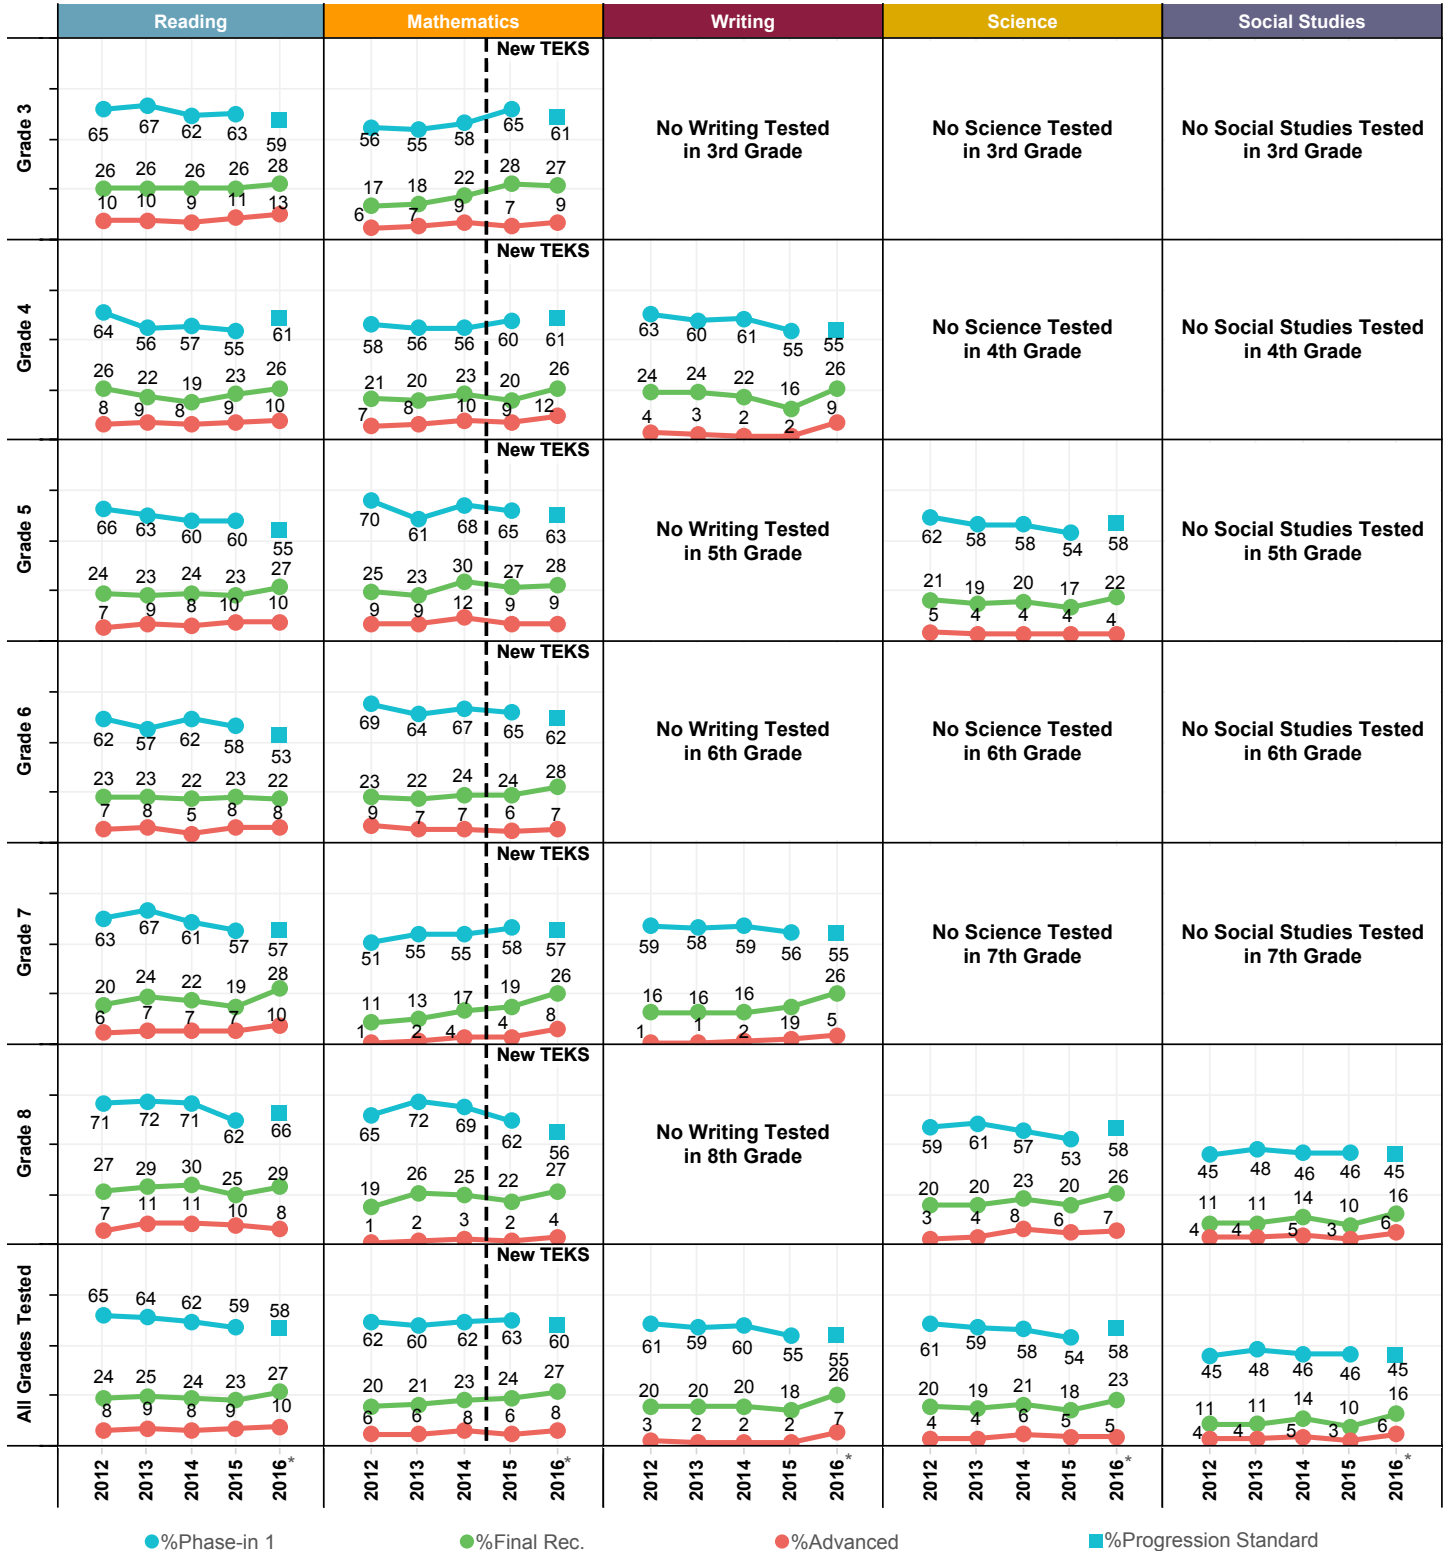 Reading Mathematics Writing Science Social Studies
Grade 3
New TEKS
65 67 62 63 59
26 26 26 26 28
10 10 9 11 13
56 55 58 65 61
17 18 22 28 27
6 7 9 7 9
No Writing Tested
in 3rd Grade
No Science Tested
in 3rd Grade
No Social Studies Tested
in 3rd Grade
Grade 4
New TEKS
64 56 57 55 61
26 22 19 23 26
8 9 8 9 10
58 56 56 60 61
21 20 23 20 26
7 8 10 9 12
63 60 61 55 55
24 24 22 16 26
4 3 2 2 9
No Science Tested
in 4th Grade
No Social Studies Tested
in 4th Grade
Grade 5
New TEKS
66 63 60 60 55
24 23 24 23 27
7 9 8 10 10
70 61 68 65 63
25 23 30 27 28
9 9 12 9 9
No Writing Tested
in 5th Grade
62 58 58 54 58
21 19 20 17 22
5 4 4 4 4
No Social Studies Tested
in 5th Grade
Grade 6
New TEKS
62 57 62 58 53
23 23 22 23 22
7 8 5 8 8
69 64 67 65 62
23 22 24 24 28
9 7 7 6 7
No Writing Tested
in 6th Grade
No Science Tested
in 6th Grade
No Social Studies Tested
in 6th Grade
Grade 7
New TEKS
63 67 61 57 57
20 24 22 19 28
6 7 7 7 10
51 55 55 58 57
11 13 17 19 26
1 2 4 4 8
59 58 59 56 55
16 16 16 26
1 1 2 19 5
No Science Tested
in 7th Grade
No Social Studies Tested
in 7th Grade
Grade 8
New TEKS
71 72 71 62 66
27 29 30 25 29
7 11 11 10 8
65 72 69 62 56
19 26 25 22 27
1 2 3 2 4
No Writing Tested
in 8th Grade
59 61 57 53 58
20 20 23 20 26
3 4 8 6 7
45 48 46 46 45
11 11 14 10 16
4 4 5 3 6
All Grades Tested
New TEKS
65 64 62 59 58
24 25 24 23 27
8 9 8 9 10
62 60 62 63 60
20 21 23 24 27
6 6 8 6 8
61 59 60 55 55
20 20 20 18 26
3 2 2 2 7
61 59 58 54 58
20 19 21 18 23
4 4 6 5 5
45 48 46 46 45
11 11 14 10 16
4 4 5 3 6
2012 2013 2014 2015 2016* 2012 2013 2014 2015 2016* 2012 2013 2014 2015 2016* 2012 2013 2014 2015 2016* 2012 2013 2014 2015 2016*
%Phase-in 1 %Final Rec. %Advanced %Progression Standard